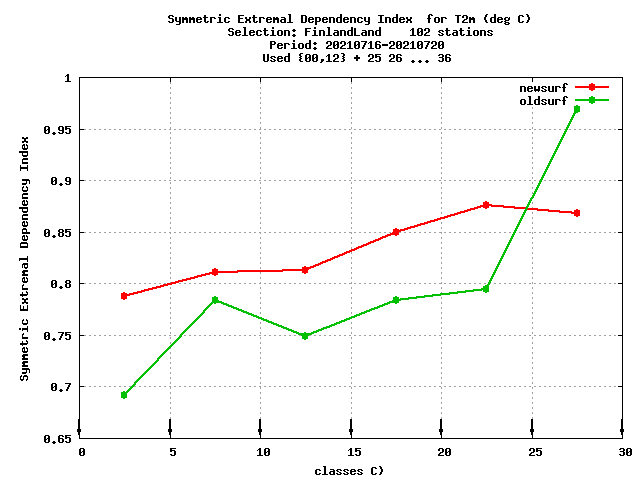 Symmetric Extremal Dependency Index  for T2m (deg C)
Selection: FinlandLand    102 stations
Period: 20210716-20210720
Used {00,12} + 25 26 ... 36
newsurf
oldsurf
Symmetric Extremal Dependency Index
1
0.95
0.9
0.85
0.8
0.75
0.7
0.65
0 5 10 15 20 25 30
classes C)